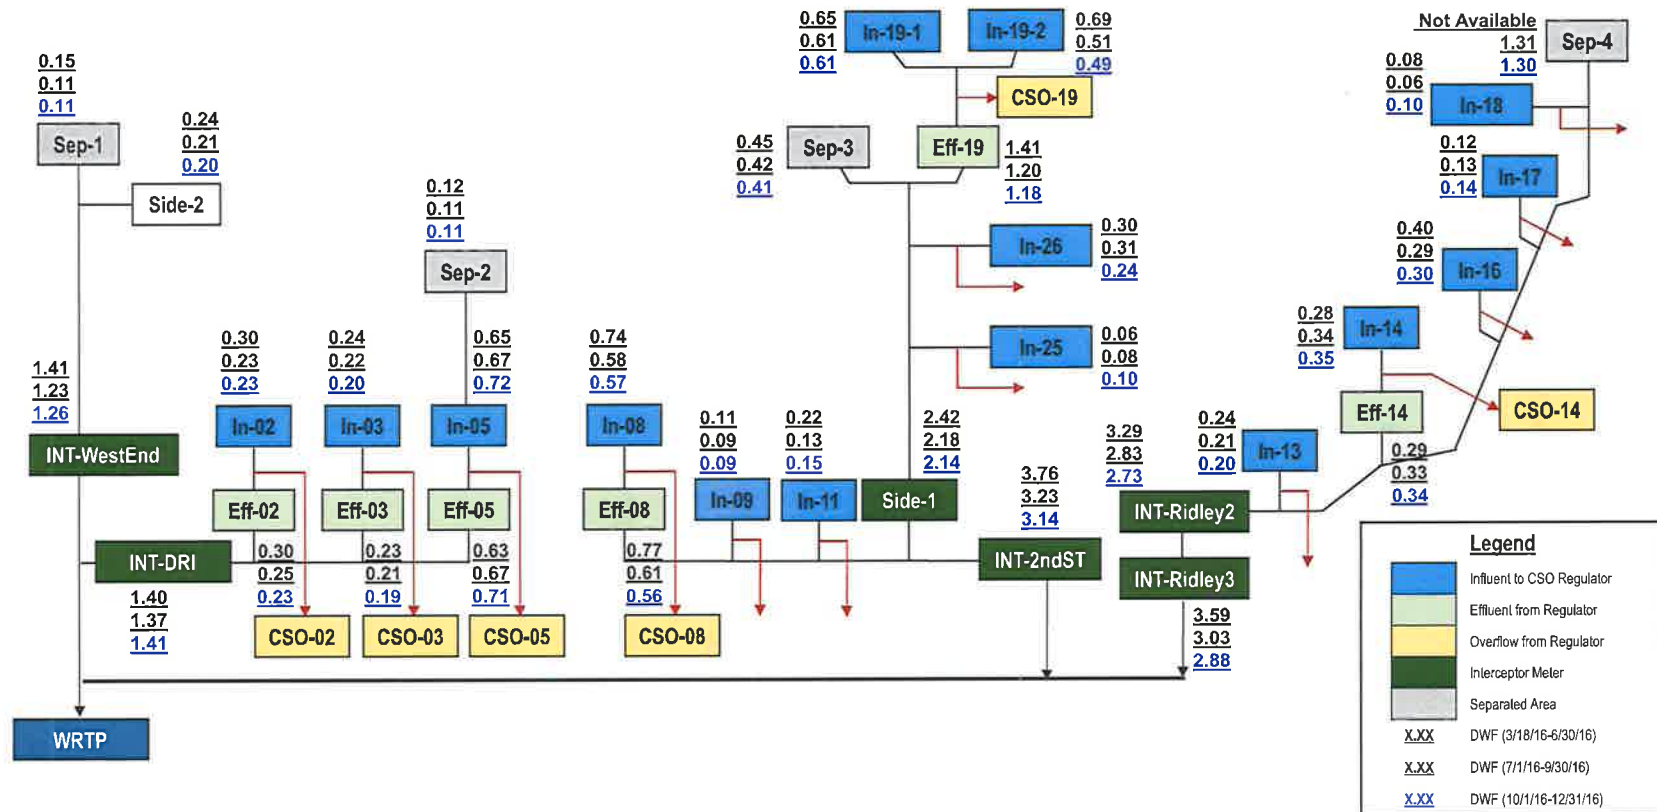 0.65
0.61
0.61
In-19-1
In-19-2
0.69
0.51
0.49
Not Available
1.31
1.30
Sep-4
0.15
0.11
0.11
Sep-1
0.24
0.21
0.20
Side-2
CSO-19
0.08
0.06
0.10
In-18
0.45
0.42
0.41
Sep-3
Eff-19
1.41
1.20
1.18
0.12
0.13
0.14
In-17
0.12
0.11
0.11
Sep-2
In-26
0.30
0.31
0.24
0.40
0.29
0.30
In-16
0.28
0.34
0.35
In-14
In-25
0.06
0.08
0.10
1.41
1.23
1.26
INT-WestEnd
0.30
0.23
0.23
In-02
0.24
0.22
0.20
In-03
0.65
0.67
0.72
In-05
0.74
0.58
0.57
In-08
0.11
0.09
0.09
In-09
0.22
0.13
0.15
In-11
2.42
2.18
2.14
Side-1
3.29
2.83
2.73
INT-Ridley2
0.24
0.21
0.20
In-13
Eff-14
CSO-14
0.29
0.33
0.34
Eff-02
Eff-03
Eff-05
Eff-08
3.76
3.23
3.14
INT-2ndST
INT-Ridley3
INT-DRI
1.40
1.37
1.41
0.30
0.25
0.23
0.23
0.21
0.19
0.63
0.67
0.71
0.77
0.61
0.56
CSO-02
CSO-03
CSO-05
CSO-08
3.59
3.03
2.88
WRTP
Legend
Influent to CSO Regulator
Effluent from Regulator
Overflow from Regulator
Interceptor Meter
Separated Area
X.XX DWF (3/18/16-6/30/16)
X.XX DWF (7/1/16-9/30/16)
X.XX DWF (10/1/16-12/31/16)